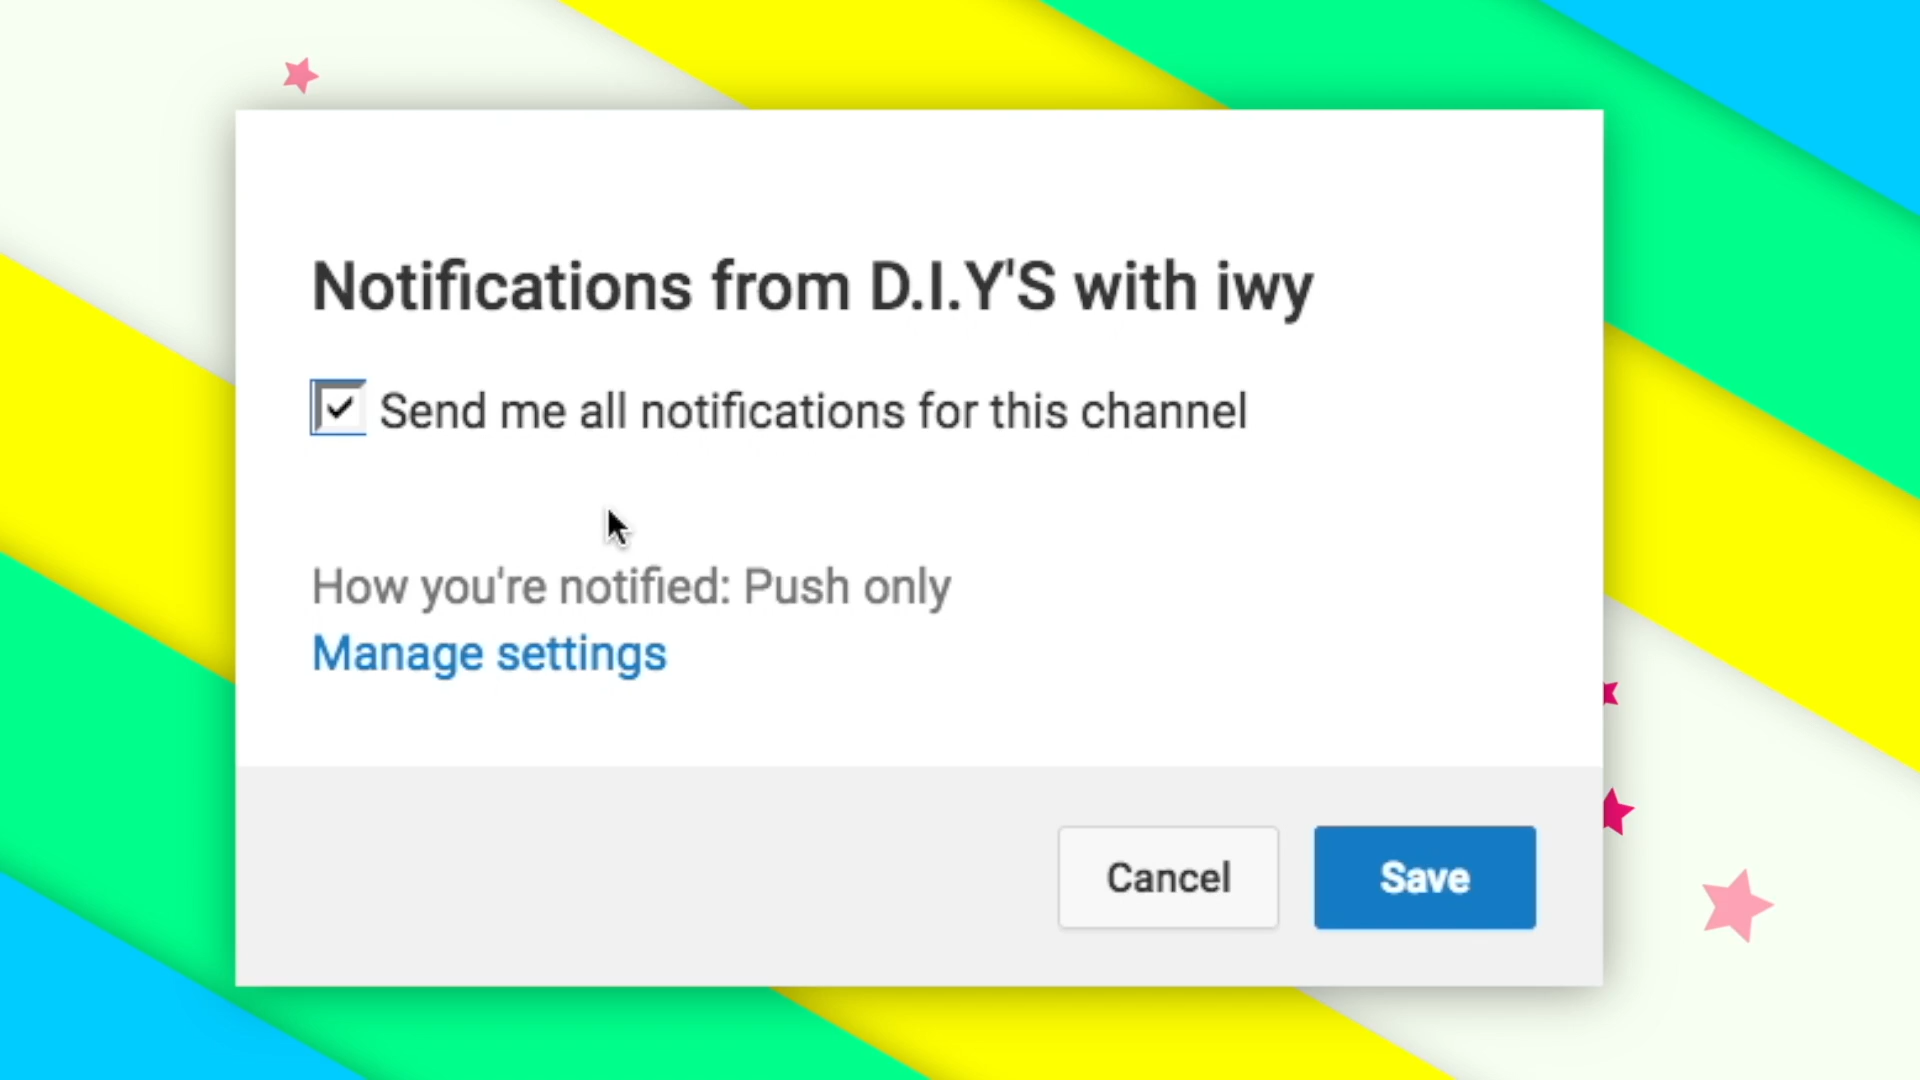 Notifications from D.I.Y'S with iwy
Send me all notifications for this channel
How you're notified: Push only
Manage settings
Cancel
Save